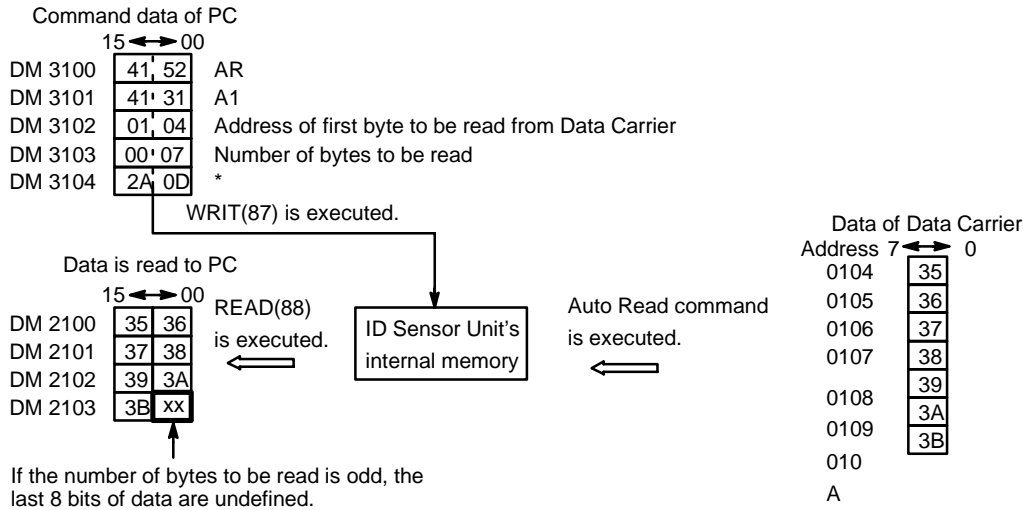 Command data of PC
15 00
DM 3100 41 52 AR
DM 3101 41 31 A1
DM 3102 01 04 Address of first byte to be read from Data Carrier
DM 3103 00 07 Number of bytes to be read
DM 3104 2A 0D *
WRIT(87) is executed.
Data is read to PC
15 00
DM 2100 35 36
DM 2101 37 38
DM 2102 39 3A
DM 2103 3B xx
READ(88)
is executed.
If the number of bytes to be read is odd, the
last 8 bits of data are undefined.
ID Sensor Unit's
internal memory
Auto Read command
is executed.
Data of Data Carrier
Address 7 0
0104 35
0105 36
0106 37
0107 38
39
0108
3A
0109
3B
010
A